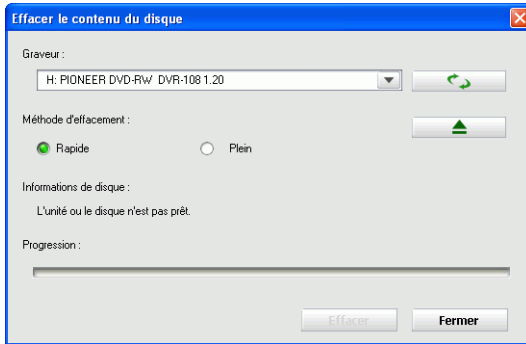 Effacer le contenu du disque
Graveur :
H: PIONEER DVD-RW DVR-108 1.20
Méthode d'effacement :
Rapide Plein
Informations de disque :
L'unité ou le disque n'est pas prêt.
Progression :
Effacer Fermer